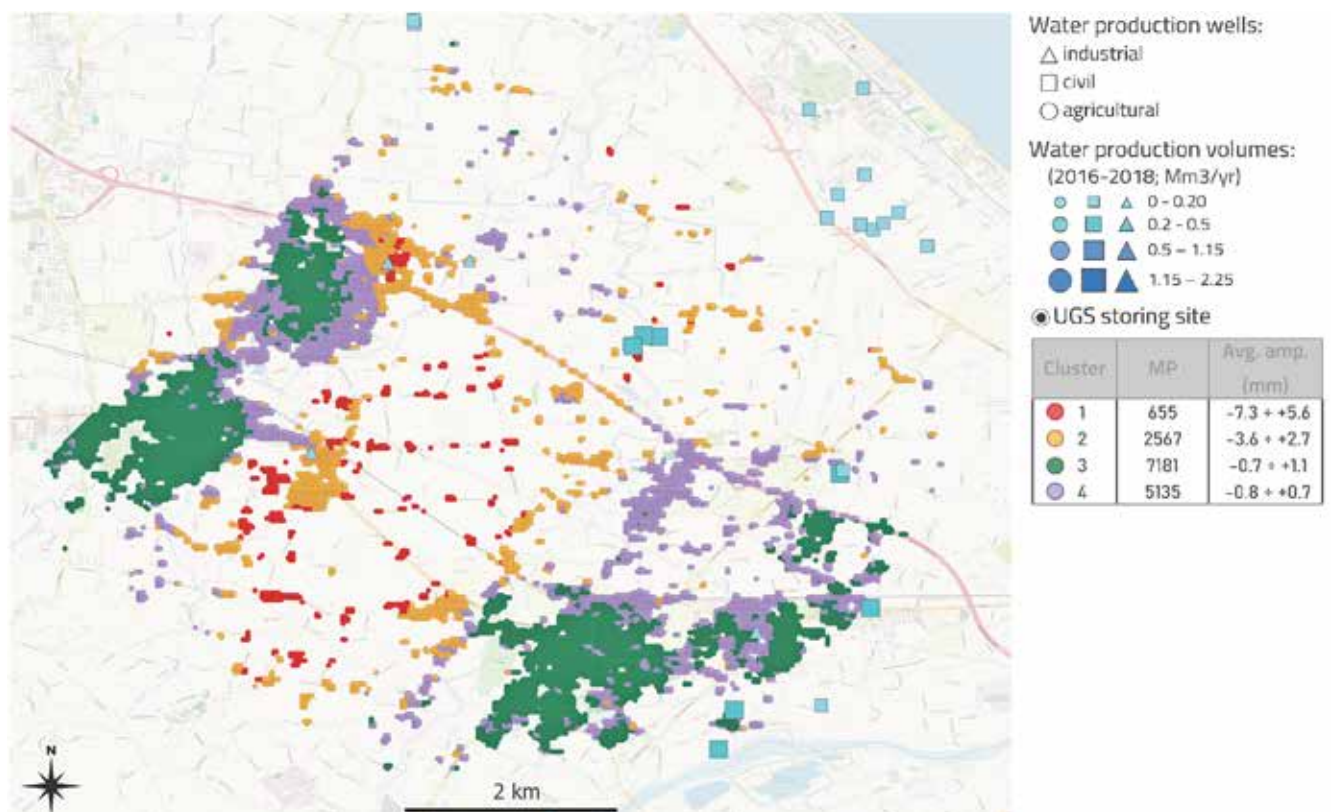 Water production wells:
industrial
civil
agricultural
Water production volumes:
(2016-2018; Mm3/yr)
0 – 0.20
0.2 – 0.5
0.5 – 1.15
1.15 – 2.25
UGS storing site
Cluster MP Avg. amp. (mm)
1 655 -7.3 ÷ +5.6
2 2567 -3.6 ÷ +2.7
3 7181 -0.7 ÷ +1.1
4 5135 -0.8 ÷ +0.7
N
2 km